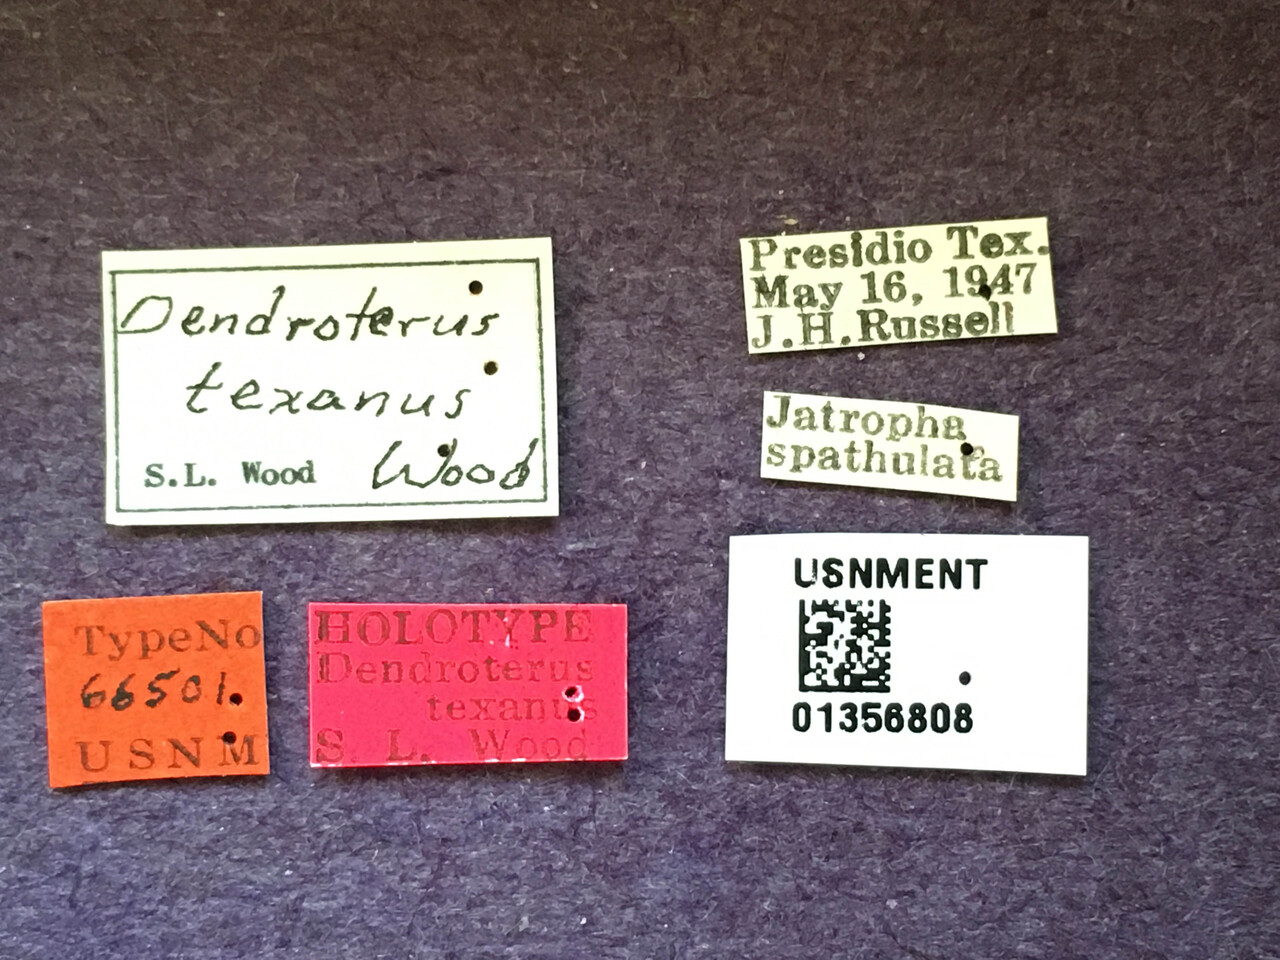 Dendroterus
texanus
S.L. Wood Wood
Presidio Tex.
May 16, 1947
J.H.Russell
Jatropha
spathulata
TypeNo
66501
USNM
HOLOTYPE
Dendroterus
texanus
S. L. Wood
USNMENT
01356808